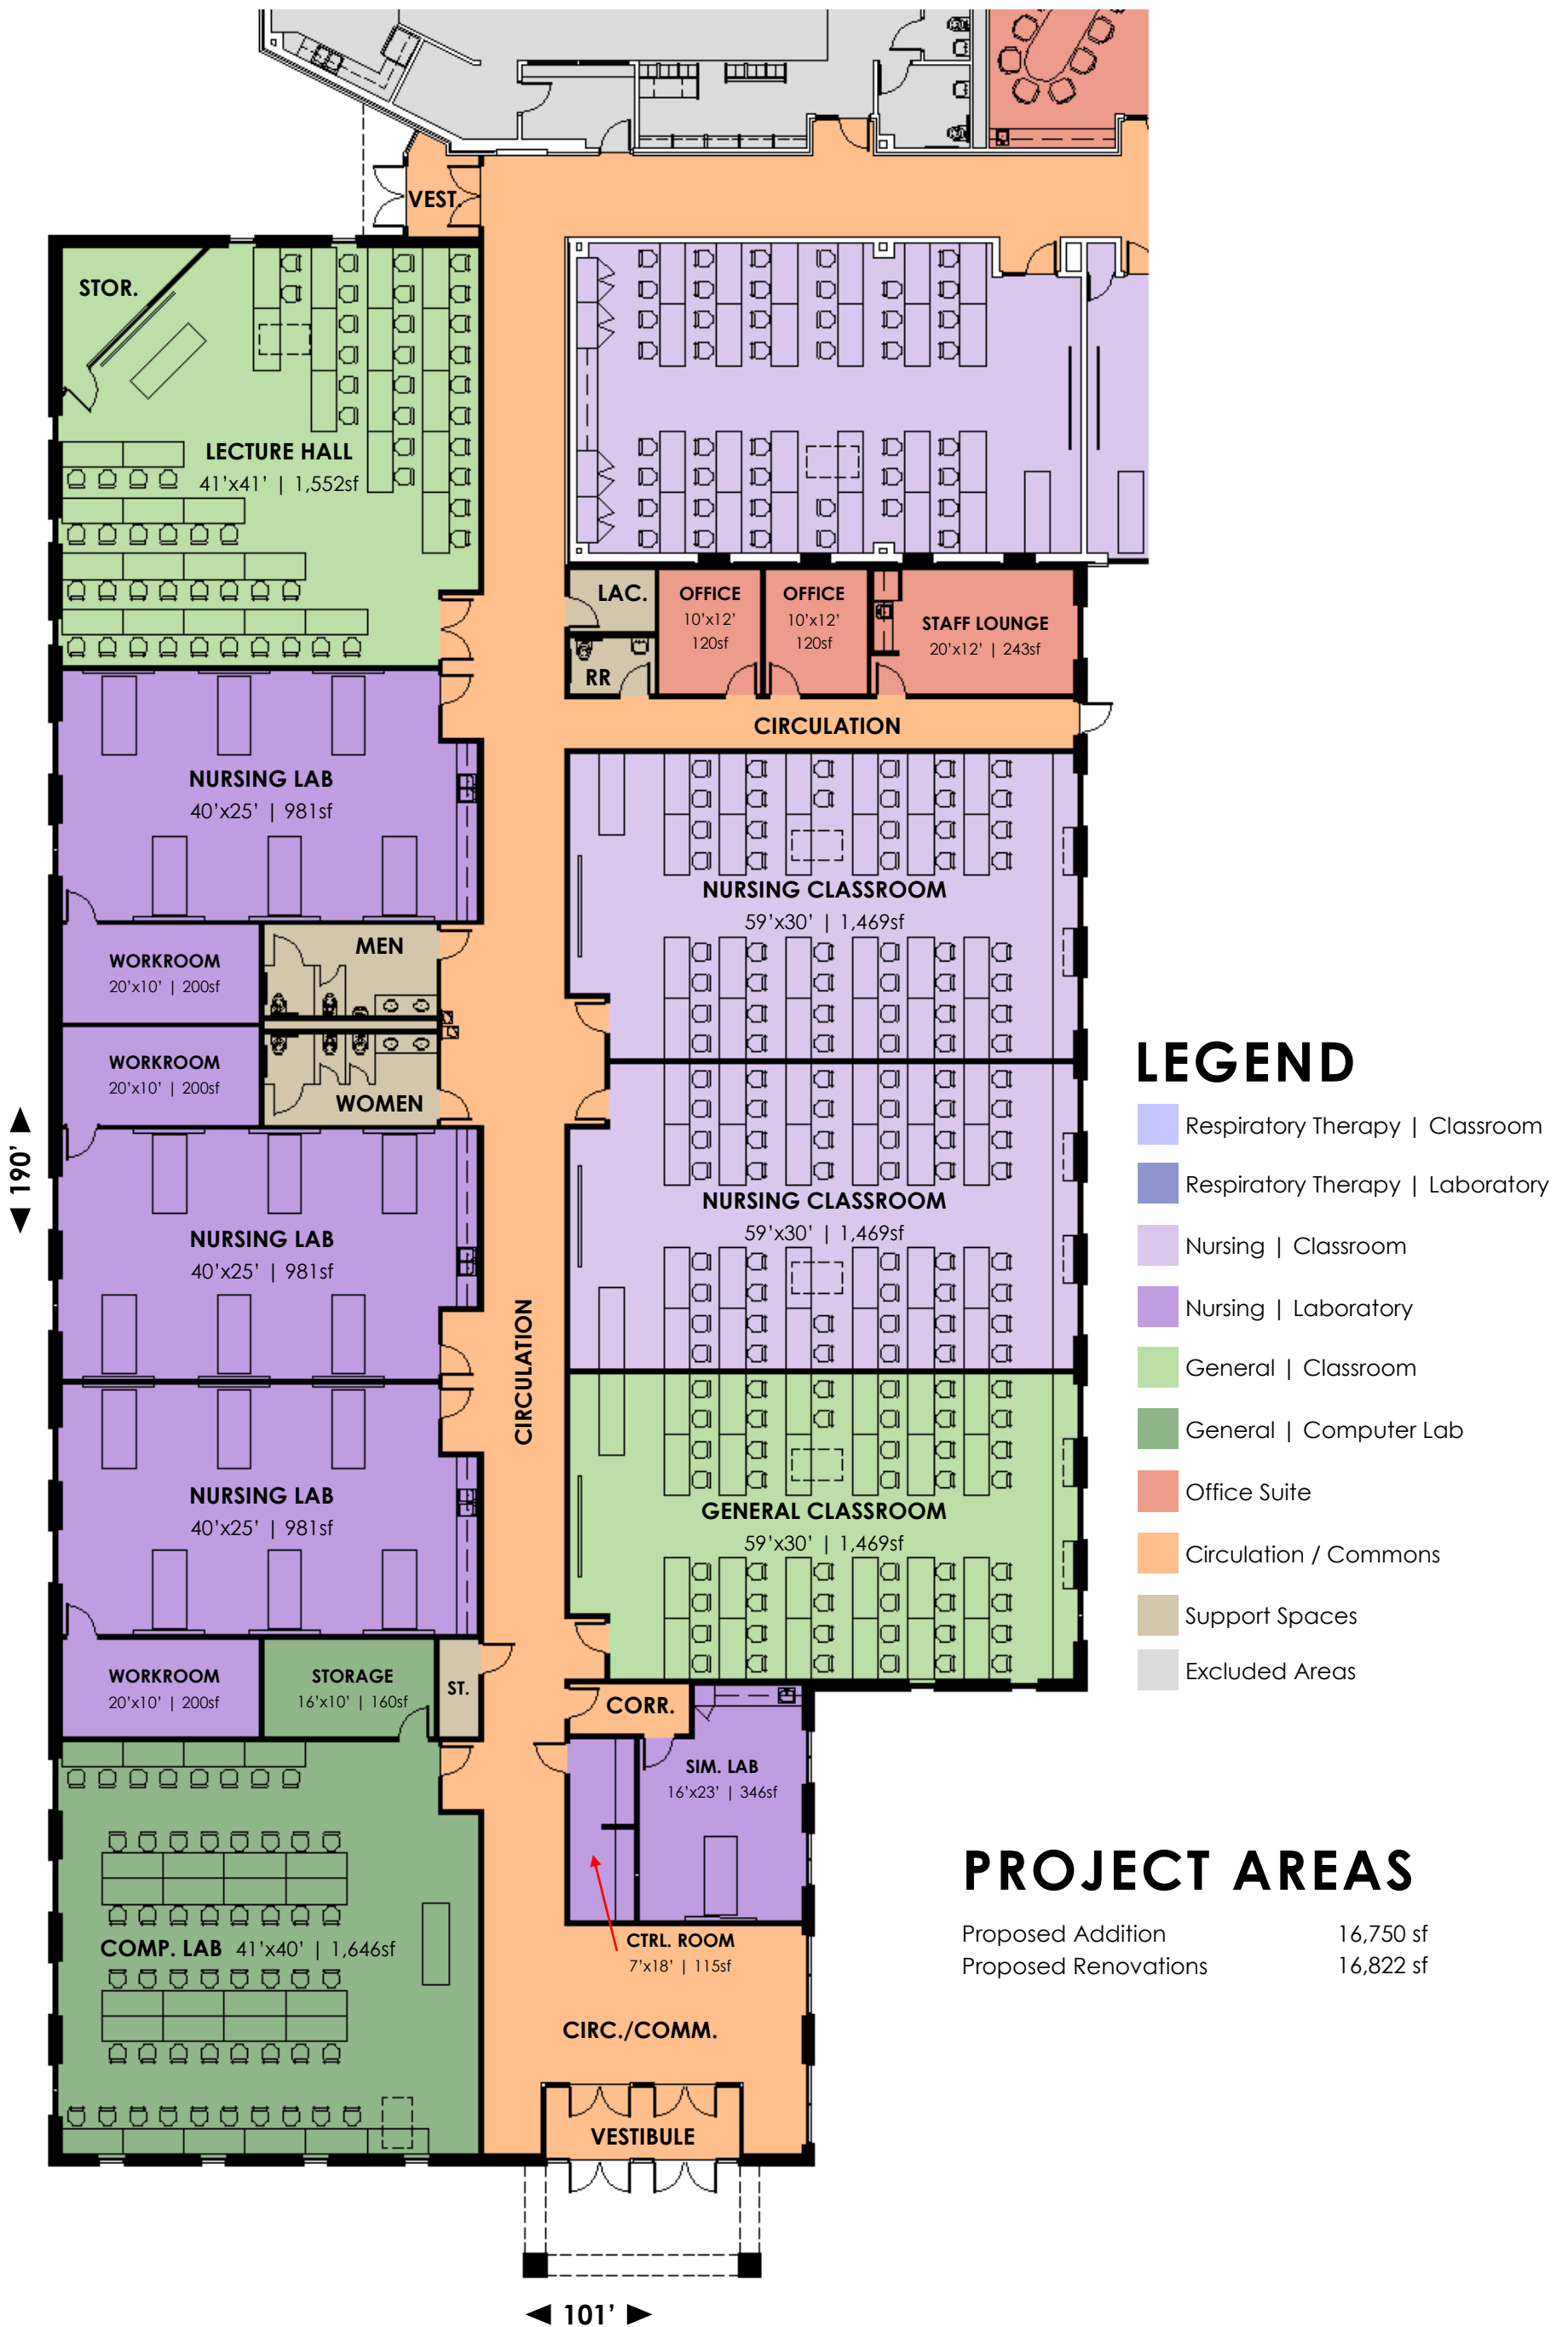 VEST.
STOR.
LECTURE HALL
41'x41' | 1,552sf
LAC.
OFFICE
10'x12'
120sf
OFFICE
10'x12'
120sf
STAFF LOUNGE
20'x12' | 243sf
RR
CIRCULATION
NURSING LAB
40'x25' | 981sf
NURSING CLASSROOM
59'x30' | 1,469sf
MEN
WORKROOM
20'x10' | 200sf
WORKROOM
20'x10' | 200sf
WOMEN
190'
NURSING LAB
40'x25' | 981sf
NURSING CLASSROOM
59'x30' | 1,469sf
CIRCULATION
NURSING LAB
40'x25' | 981sf
GENERAL CLASSROOM
59'x30' | 1,469sf
WORKROOM
20'x10' | 200sf
STORAGE
16'x10' | 160sf
ST.
CORR.
SIM. LAB
16'x23' | 346sf
COMP. LAB 41'x40' | 1,646sf
CTRL. ROOM
7'x18' | 115sf
CIRC./COMM.
VESTIBULE
101'
LEGEND
Respiratory Therapy | Classroom
Respiratory Therapy | Laboratory
Nursing | Classroom
Nursing | Laboratory
General | Classroom
General | Computer Lab
Office Suite
Circulation / Commons
Support Spaces
Excluded Areas
PROJECT AREAS
Proposed Addition 16,750 sf
Proposed Renovations 16,822 sf